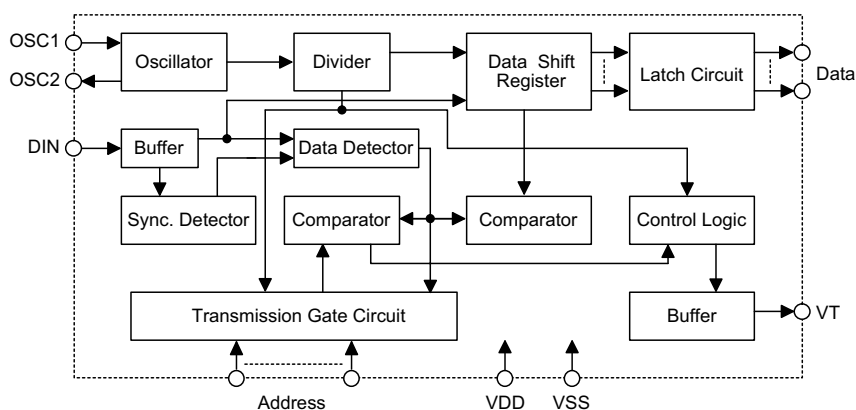 OSC1
OSC2
Oscillator
Divider
Data Shift
Register
Latch Circuit
Data
DIN
Buffer
Data Detector
Sync. Detector
Comparator
Comparator
Control Logic
Transmission Gate Circuit
Buffer
VT
Address
VDD
VSS